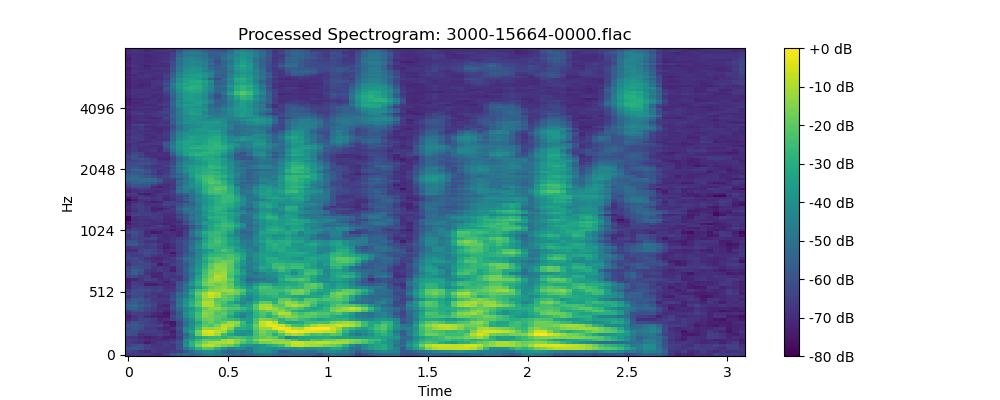 Processed Spectrogram: 3000-15664-0000.flac
Hz
4096
2048
1024
512
0
0 0.5 1 1.5 2 2.5 3
Time
+0 dB
-10 dB
-20 dB
-30 dB
-40 dB
-50 dB
-60 dB
-70 dB
-80 dB